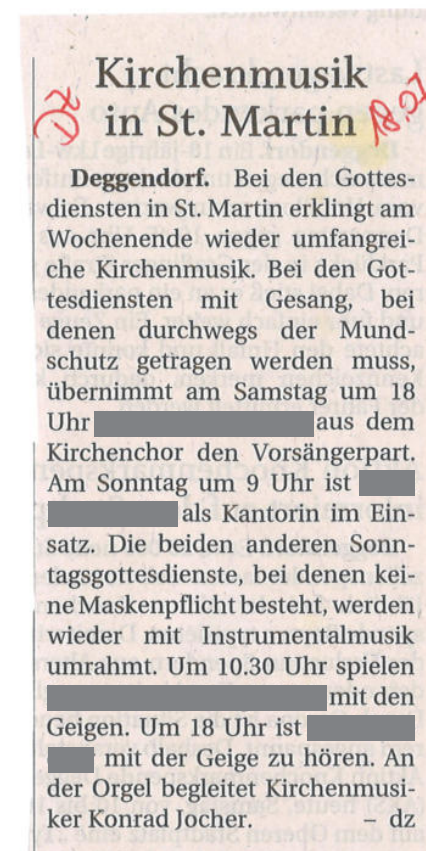 Kirchenmusik
in St. Martin
Deggendorf. Bei den Gottes-
diensten in St. Martin erklingt am
Wochenende wieder umfangrei-
che Kirchenmusik. Bei den Got-
tesdiensten mit Gesang, bei
denen durchwegs der Mund-
schutz getragen werden muss,
übernimmt am Samstag um 18
Uhr aus dem
Kirchenchor den Vorsängerpart.
Am Sonntag um 9 Uhr ist
als Kantorin im Ein-
satz. Die beiden anderen Sonn-
tagsgottesdienste, bei denen kei-
ne Maskenpflicht besteht, werden
wieder mit Instrumentalmusik
umrahmt. Um 10.30 Uhr spielen
mit den
Geigen. Um 18 Uhr ist
mit der Geige zu hören. An
der Orgel begleitet Kirchenmusi-
ker Konrad Jocher. – dz